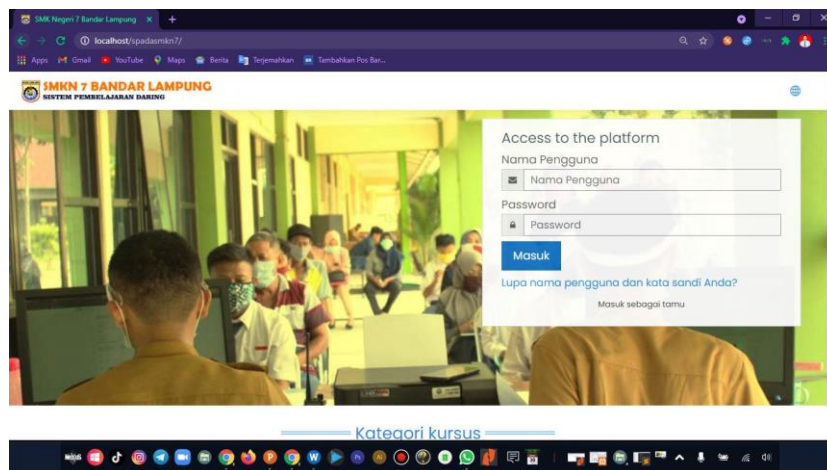 SMK Negeri 7 Bandar Lampung
localhost/spadasmkn7/
Apps Gmail YouTube Maps Berita Terjemahkan Tambahkan Pos Bar...
SMKN 7 BANDAR LAMPUNG
SISTEM PEMBELAJARAN DARING
Access to the platform
Nama Pengguna
Nama Pengguna
Password
Password
Masuk
Lupa nama pengguna dan kata sandi Anda?
Masuk sebagai tamu
Kategori kursus